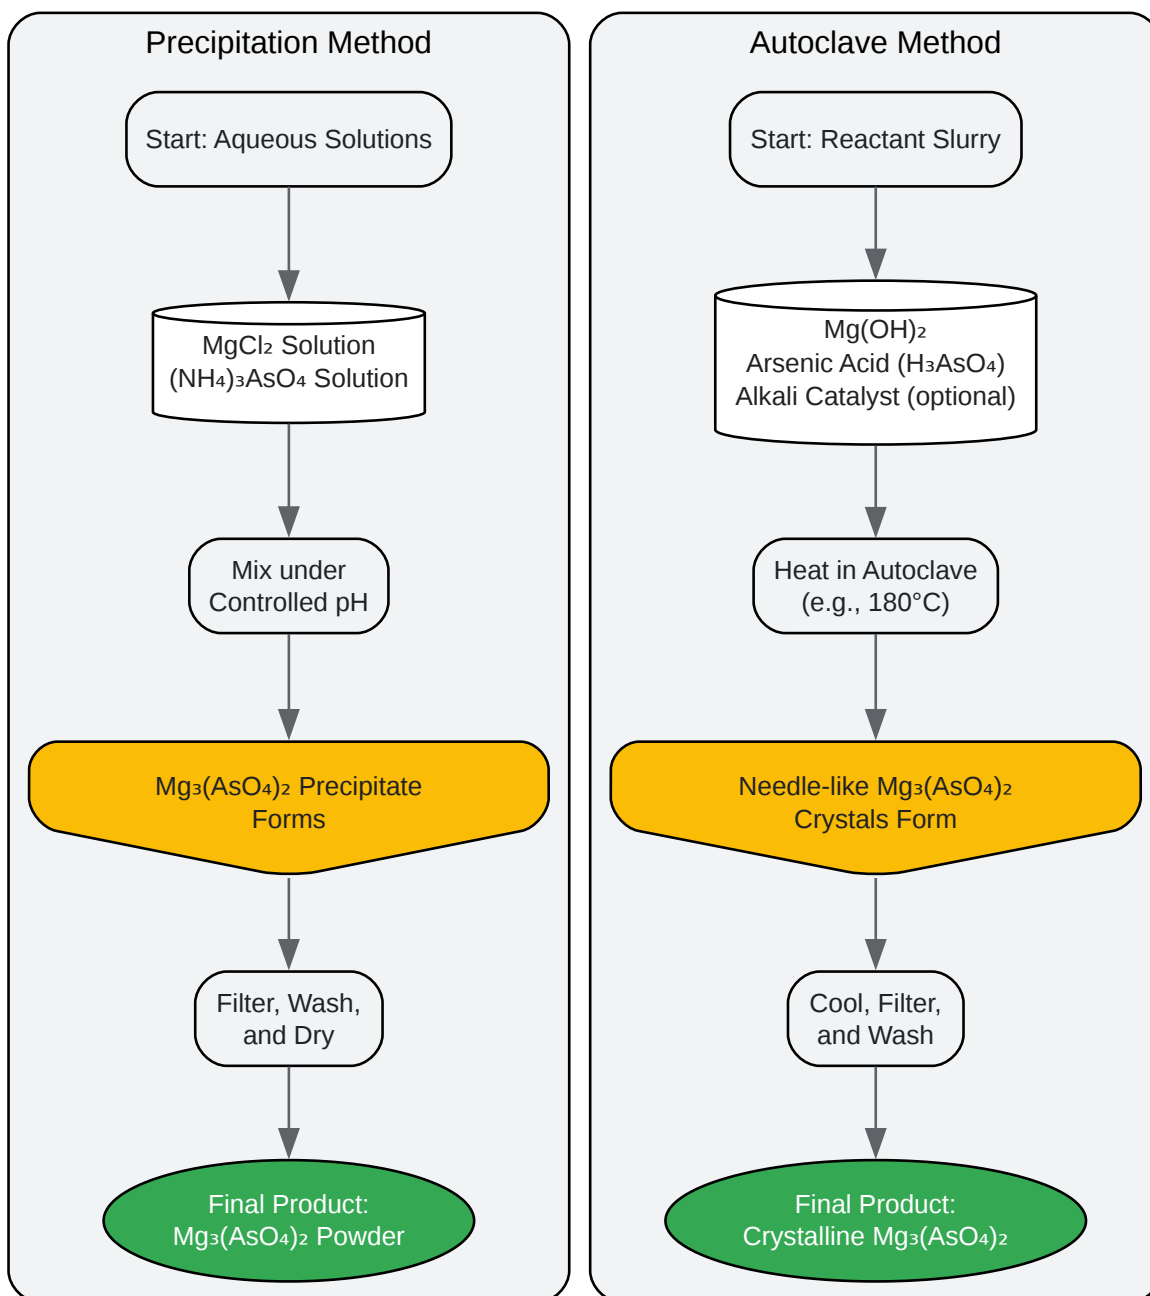 Precipitation Method
Start: Aqueous Solutions
MgCl₂ Solution
(NH₄)₃AsO₄ Solution
Mix under
Controlled pH
Mg₃(AsO₄)₂ Precipitate
Forms
Filter, Wash,
and Dry
Final Product:
Mg₃(AsO₄)₂ Powder
Autoclave Method
Start: Reactant Slurry
Mg(OH)₂
Arsenic Acid (H₃AsO₄)
Alkali Catalyst (optional)
Heat in Autoclave
(e.g., 180°C)
Needle-like Mg₃(AsO₄)₂
Crystals Form
Cool, Filter,
and Wash
Final Product:
Crystalline Mg₃(AsO₄)₂